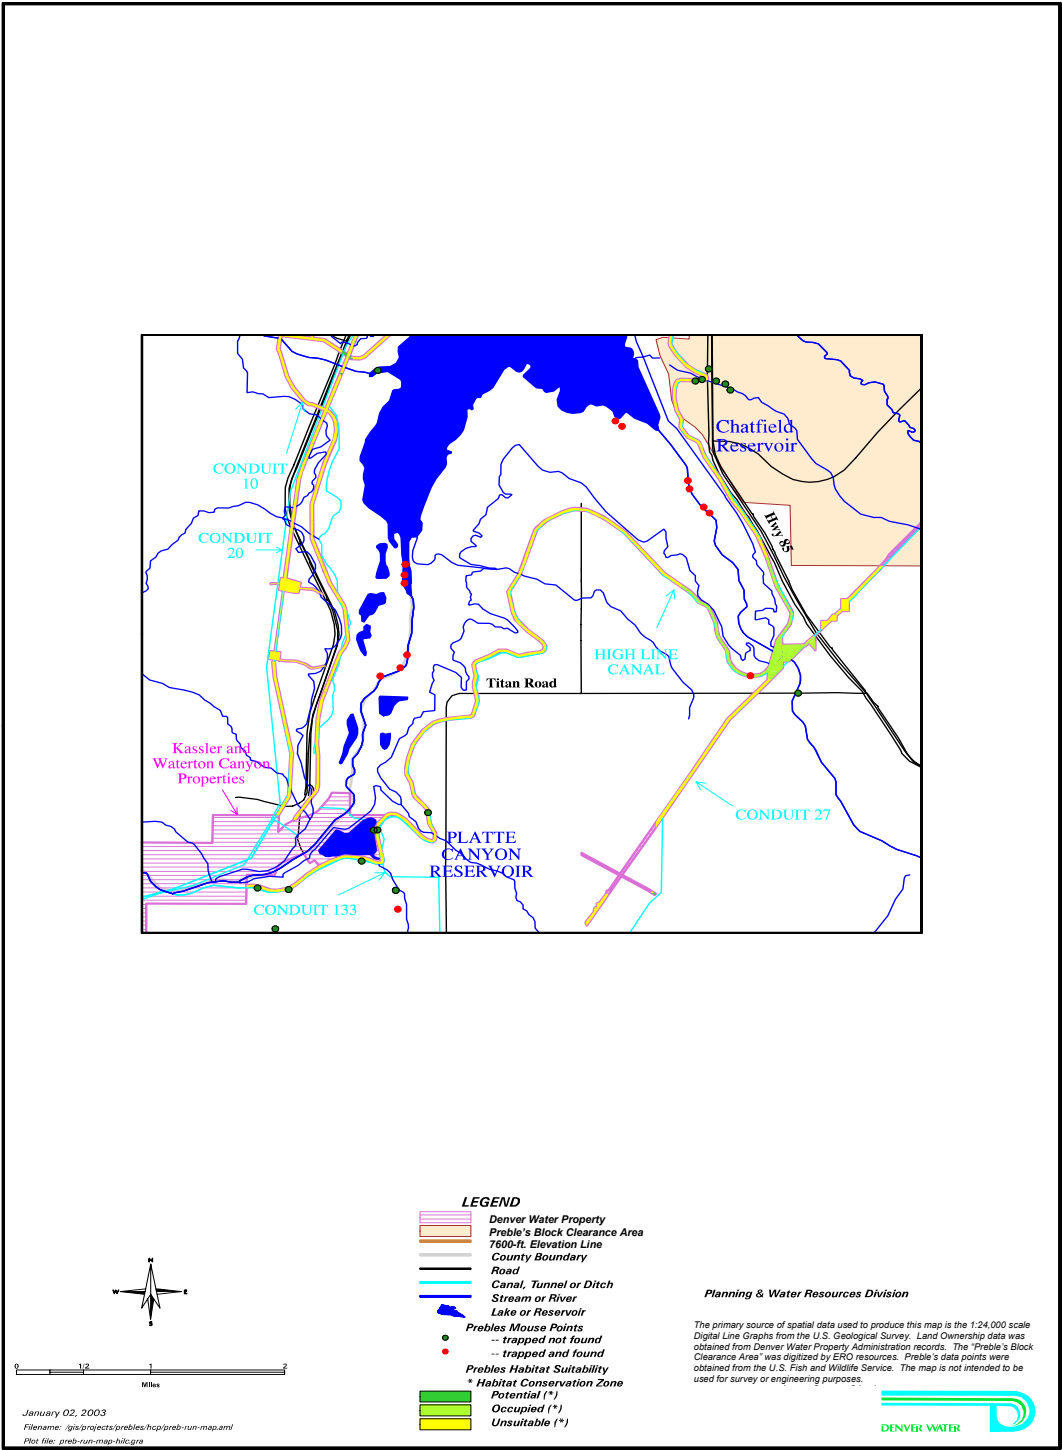 Chatfield
Reservoir
CONDUIT
10
Hwy 85
CONDUIT
20
HIGH LINE
CANAL
Titan Road
Kassler and
Waterton Canyon
Properties
CONDUIT 27
PLATTE
CANYON
RESERVOIR
CONDUIT 133
LEGEND
Denver Water Property
Preble's Block Clearance Area
7600-ft. Elevation Line
County Boundary
Road
Canal, Tunnel or Ditch
Stream or River
Lake or Reservoir
Prebles Mouse Points
-- trapped not found
-- trapped and found
Prebles Habitat Suitability
* Habitat Conservation Zone
Potential (*)
Occupied (*)
Unsuitable (*)
N
W E
S
0 1/2 1 2
Miles
January 02, 2003
Filename: /gis/projects/prebles/hcp/preb-run-map.aml
Plot file: preb-run-map-hilc.gra
Planning & Water Resources Division
The primary source of spatial data used to produce this map is the 1:24,000 scale
Digital Line Graphs from the U.S. Geological Survey. Land Ownership data was
obtained from Denver Water Property Administration records. The "Preble's Block
Clearance Area" was digitized by ERO resources. Preble's data points were
obtained from the U.S. Fish and Wildlife Service. The map is not intended to be
used for survey or engineering purposes.
DENVER WATER